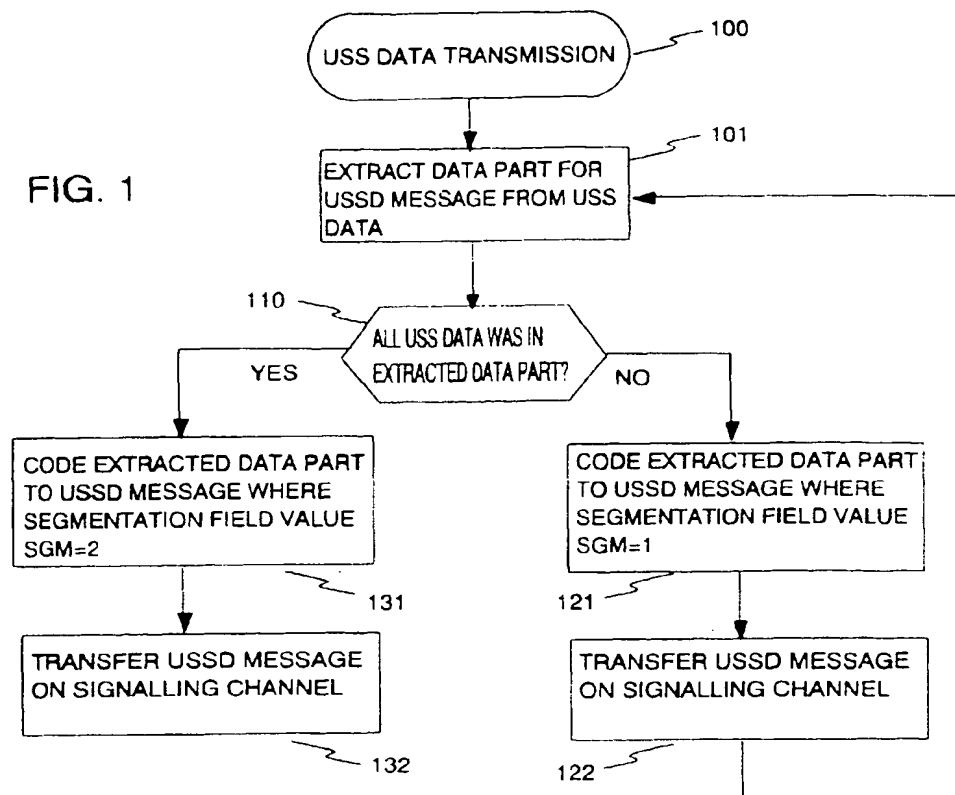 100
USS DATA TRANSMISSION
101
EXTRACT DATA PART FOR
USSD MESSAGE FROM USS
DATA
FIG. 1
110
ALL USS DATA WAS IN
EXTRACTED DATA PART?
YES
NO
CODE EXTRACTED DATA PART
TO USSD MESSAGE WHERE
SEGMENTATION FIELD VALUE
SGM=2
131
CODE EXTRACTED DATA PART
TO USSD MESSAGE WHERE
SEGMENTATION FIELD VALUE
SGM=1
121
TRANSFER USSD MESSAGE
ON SIGNALLING CHANNEL
132
TRANSFER USSD MESSAGE
ON SIGNALLING CHANNEL
122